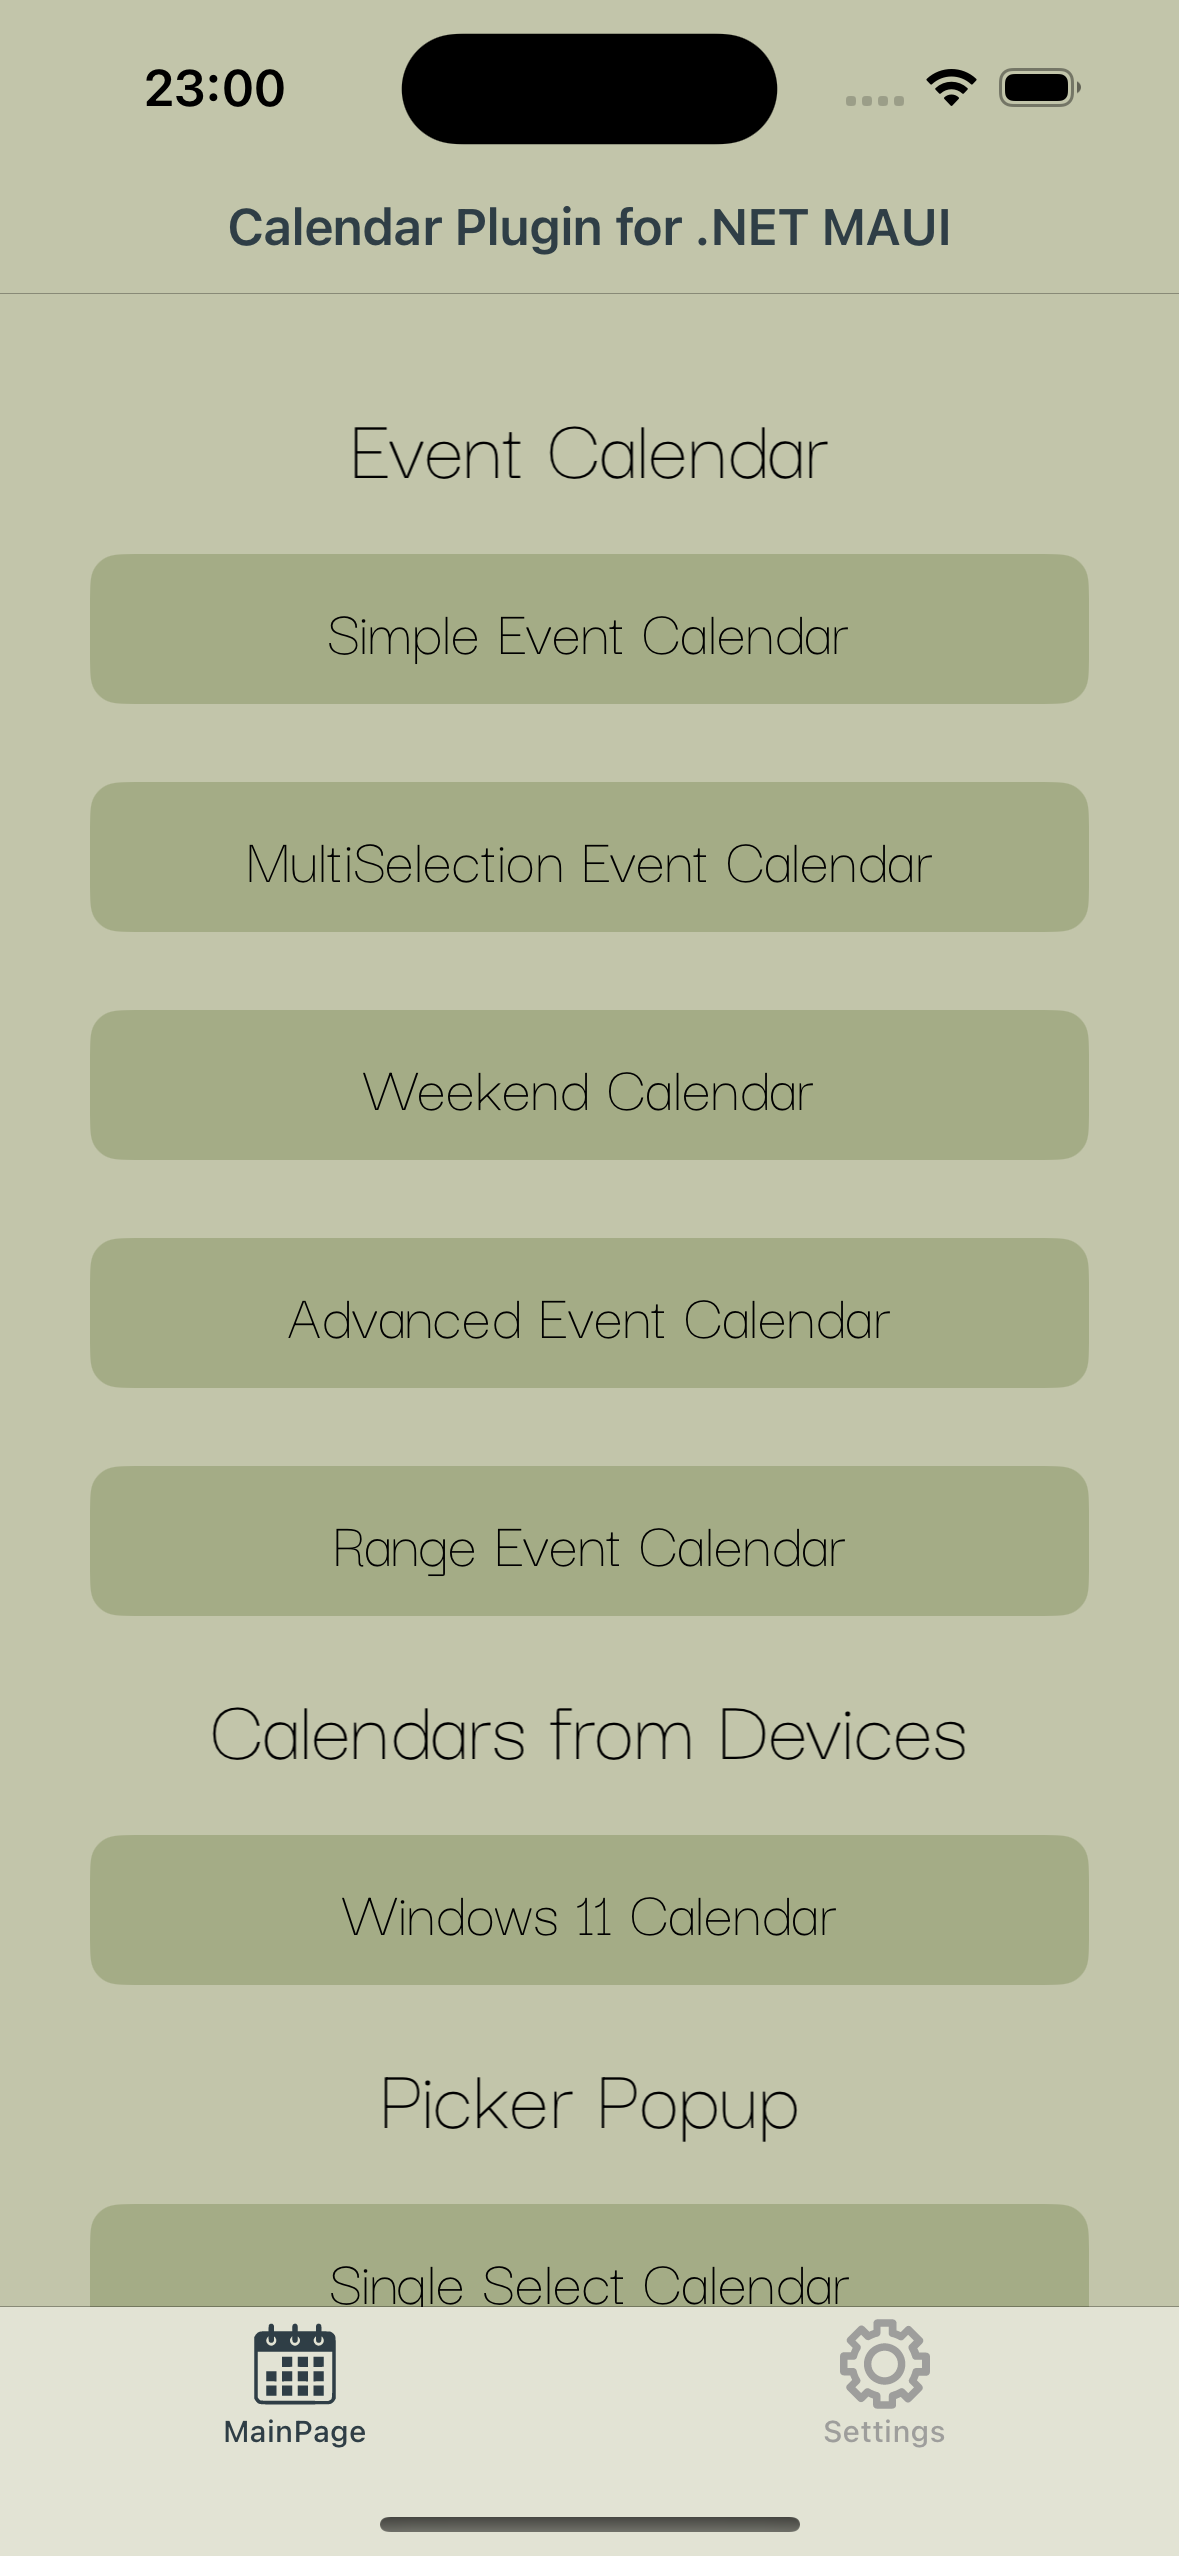 23:00
Calendar Plugin for .NET MAUI
Event Calendar
Simple Event Calendar
MultiSelection Event Calendar
Weekend Calendar
Advanced Event Calendar
Range Event Calendar
Calendars from Devices
Windows 11 Calendar
Picker Popup
Single Select Calendar
MainPage
Settings